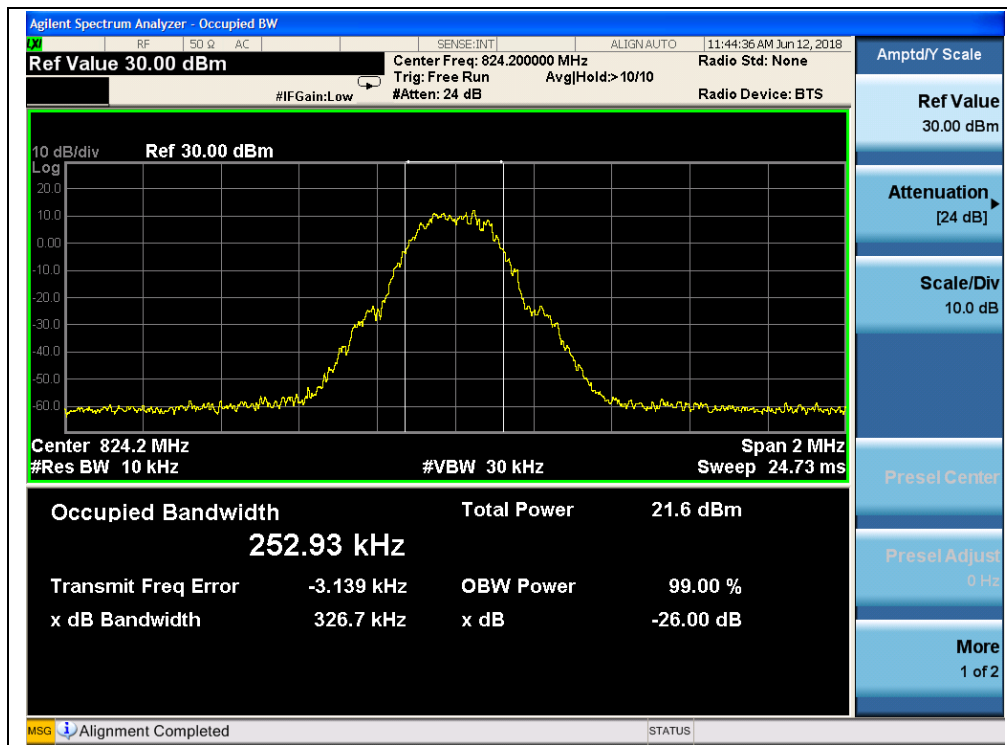 Agilent Spectrum Analyzer - Occupied BW
LXI RF 50 Ω AC SENSE:INT ALIGN AUTO 11:44:36 AM Jun 12, 2018
Ref Value 30.00 dBm Center Freq: 824.200000 MHz Radio Std: None
Trig: Free Run Avg|Hold:> 10/10
#IFGain:Low #Atten: 24 dB Radio Device: BTS
10 dB/div Ref 30.00 dBm
Log
20.0
10.0
0.00
-10.0
-20.0
-30.0
-40.0
-50.0
-60.0
Center 824.2 MHz Span 2 MHz
#Res BW 10 kHz #VBW 30 kHz Sweep 24.73 ms
Occupied Bandwidth Total Power 21.6 dBm
252.93 kHz
Transmit Freq Error -3.139 kHz OBW Power 99.00 %
x dB Bandwidth 326.7 kHz x dB -26.00 dB
Amptd/Y Scale
Ref Value
30.00 dBm
Attenuation
[24 dB]
Scale/Div
10.0 dB
Presel Center
Presel Adjust
0 Hz
More
1 of 2
MSG Alignment Completed STATUS